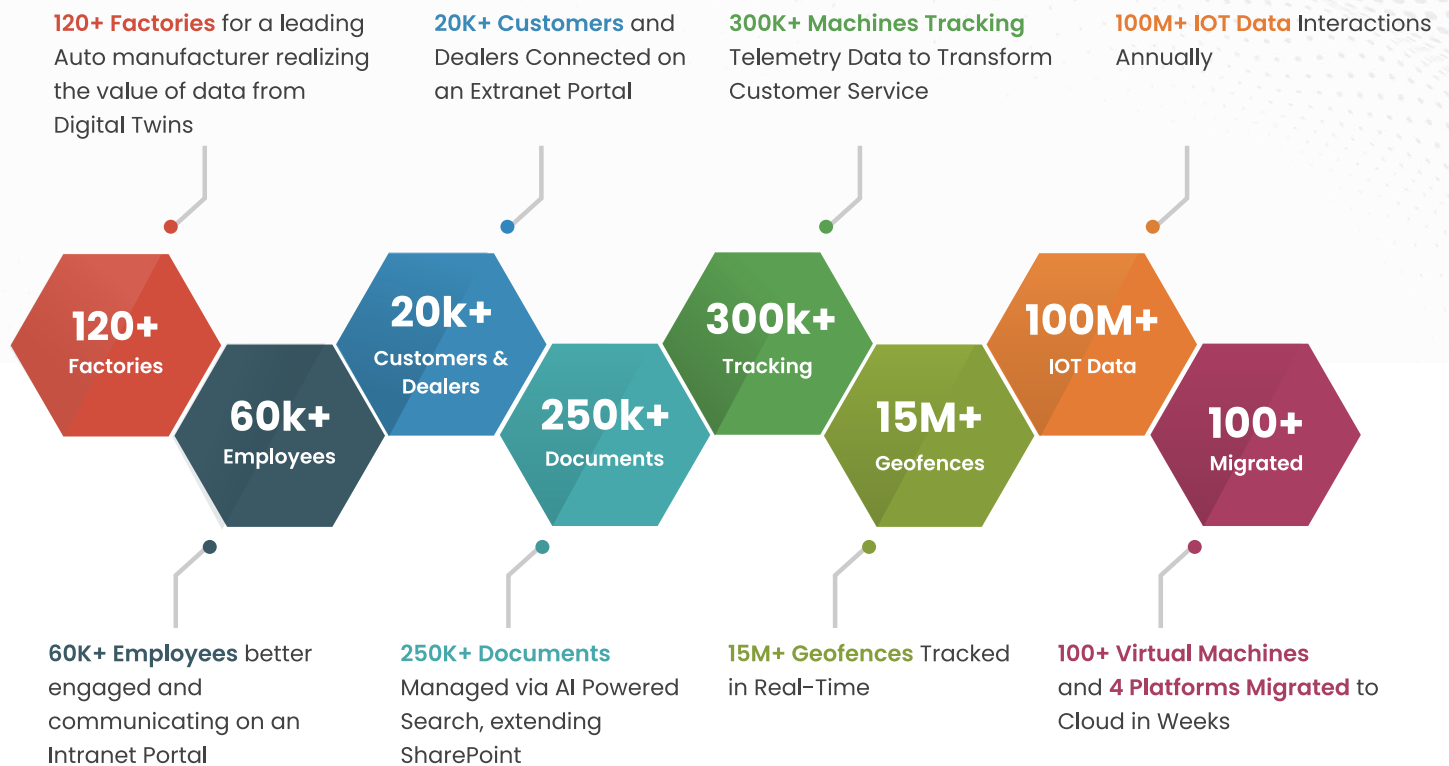 120+ Factories for a leading
Auto manufacturer realizing
the value of data from
Digital Twins
20K+ Customers and
Dealers Connected on
an Extranet Portal
300K+ Machines Tracking
Telemetry Data to Transform
Customer Service
100M+ IOT Data Interactions
Annually
120+
Factories
60k+
Employees
20k+
Customers &
Dealers
250k+
Documents
300k+
Tracking
15M+
Geofences
100M+
IOT Data
100+
Migrated
60K+ Employees better
engaged and
communicating on an
Intranet Portal
250K+ Documents
Managed via AI Powered
Search, extending
SharePoint
15M+ Geofences Tracked
in Real-Time
100+ Virtual Machines
and 4 Platforms Migrated to
Cloud in Weeks